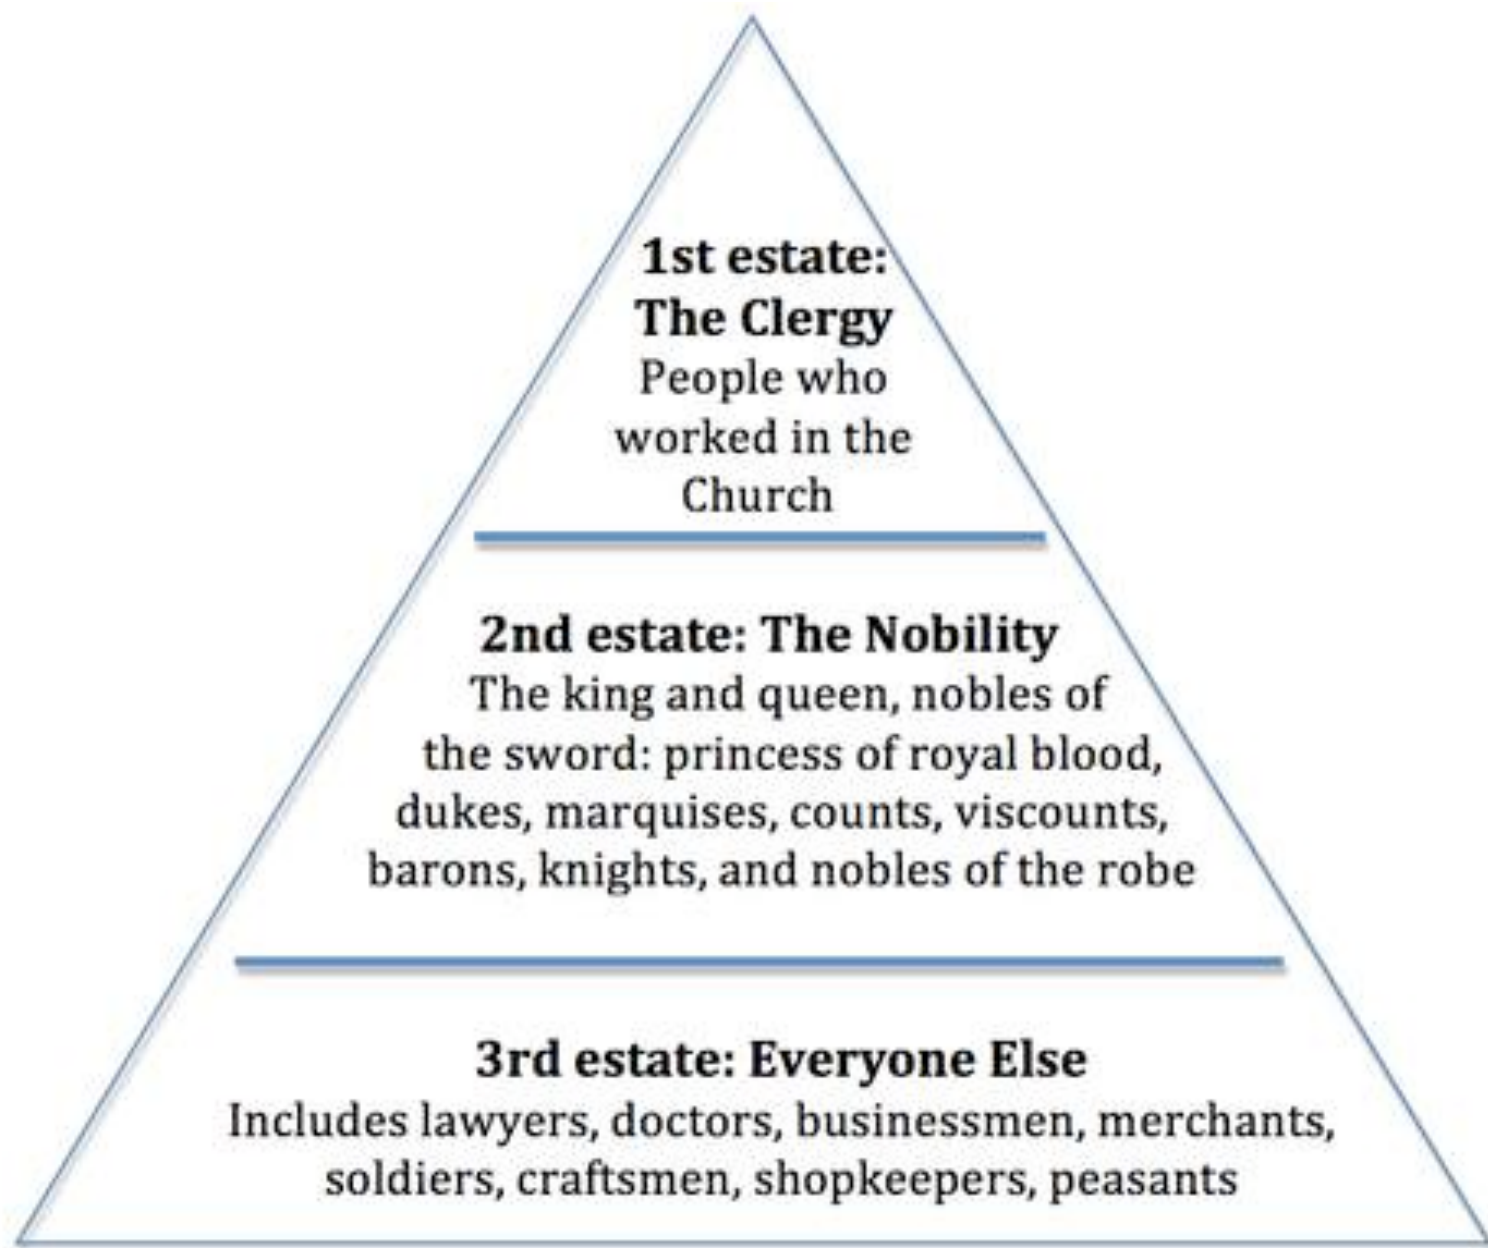 1st estate:
The Clergy
People who
worked in the
Church
2nd estate: The Nobility
The king and queen, nobles of
the sword: princess of royal blood,
dukes, marquises, counts, viscounts,
barons, knights, and nobles of the robe
3rd estate: Everyone Else
Includes lawyers, doctors, businessmen, merchants,
soldiers, craftsmen, shopkeepers, peasants